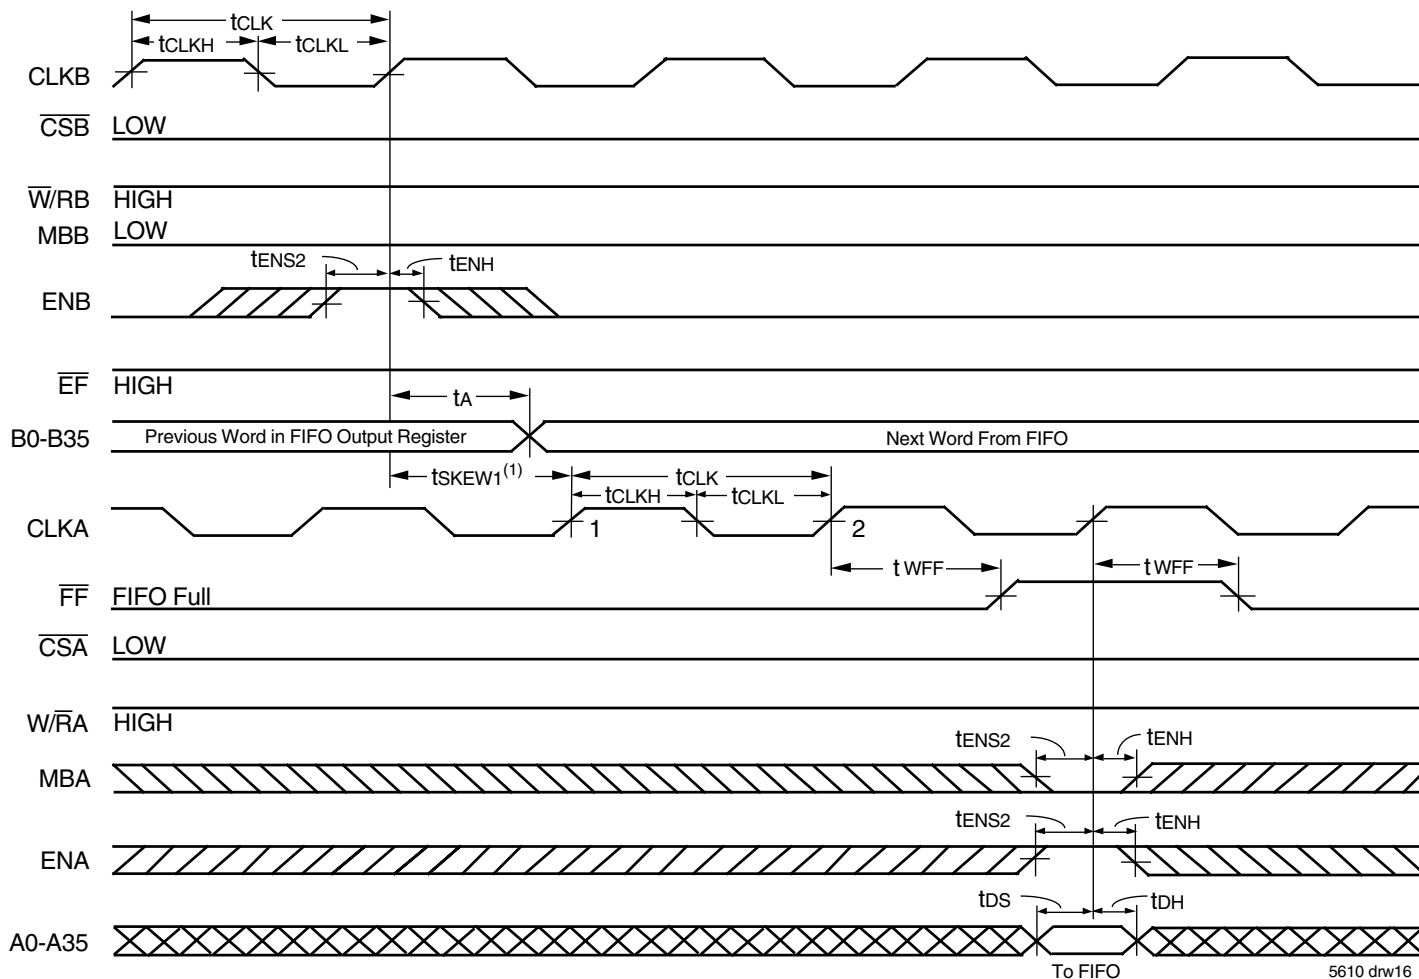 tCLK
tCLKH tCLKL
CLKB
CSB LOW
W/RB HIGH
MBB LOW
tENS2 tENH
ENB
EF HIGH
tA
B0-B35 Previous Word in FIFO Output Register Next Word From FIFO
tSKEW1(1) tCLK
tCLKH tCLKL
CLKA 1 2
tWFF tWFF
FF FIFO Full
CSA LOW
W/RA HIGH
tENS2 tENH
MBA
tENS2 tENH
ENA
tDS tDH
A0-A35
To FIFO 5610 drw16